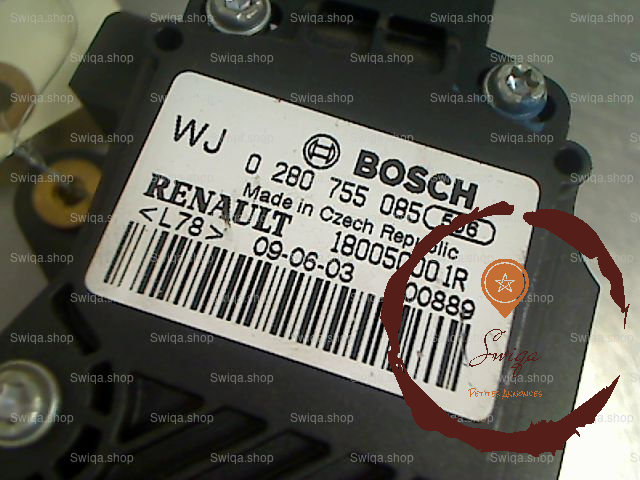 WJ BOSCH
0 280 755 085 506
Made in Czech Republic
RENAULT 180050001R
<L78> 09-06-03 00889
Swiqa.shop
Swiqa
PETITES ANNONCES